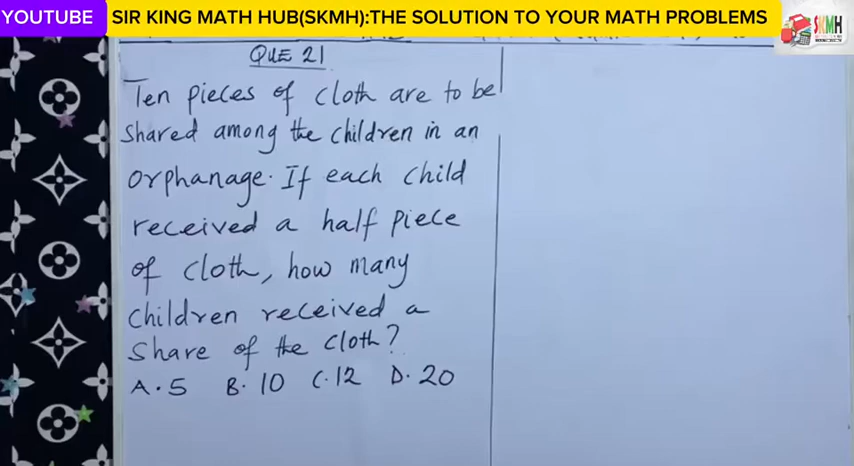 YOUTUBE
SIR KING MATH HUB(SKMH):THE SOLUTION TO YOUR MATH PROBLEMS
SKMH
QUE 21
Ten pieces of cloth are to be
shared among the children in an
orphanage. If each child
received a half piece
of cloth, how many
children received a
share of the cloth?
A. 5 B. 10 C. 12 D. 20